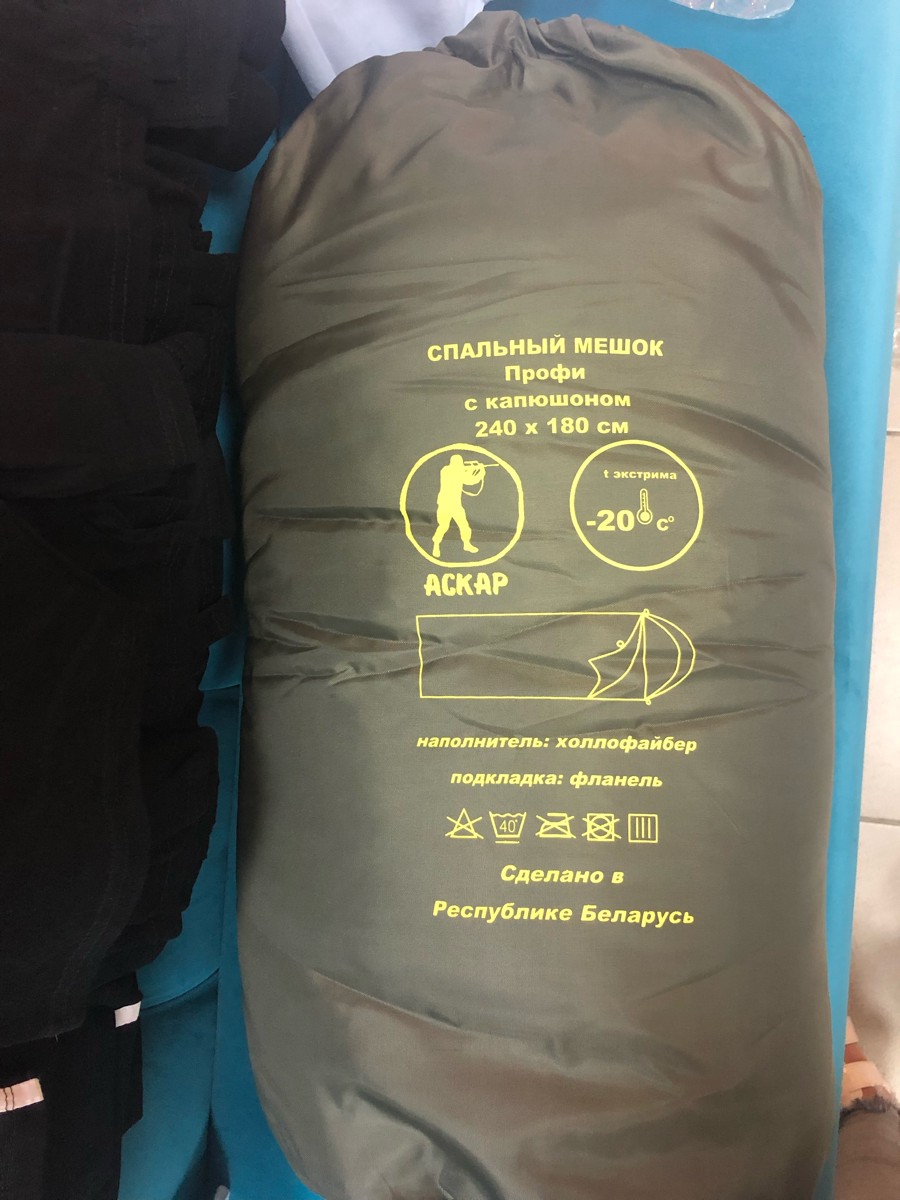 СПАЛЬНЫЙ МЕШОК
Профи
с капюшоном
240 х 180 см
t экстрима
-20 с°
АСКАР
наполнитель: холлофайбер
подкладка: фланель
40°
Сделано в
Республике Беларусь